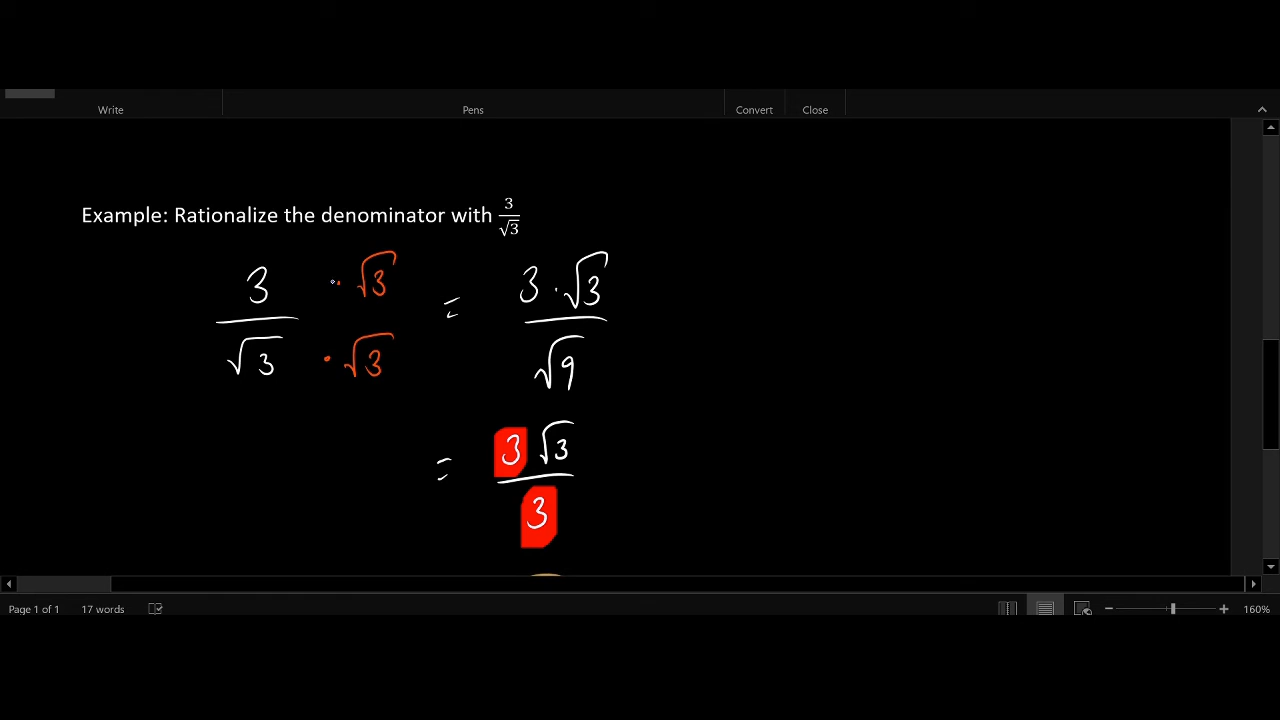 Write Pens Convert Close
Example: Rationalize the denominator with 3/√3
3/√3 · √3/· √3 = 3 · √3/√9
= 3 √3/3
Page 1 of 1 17 words 160%